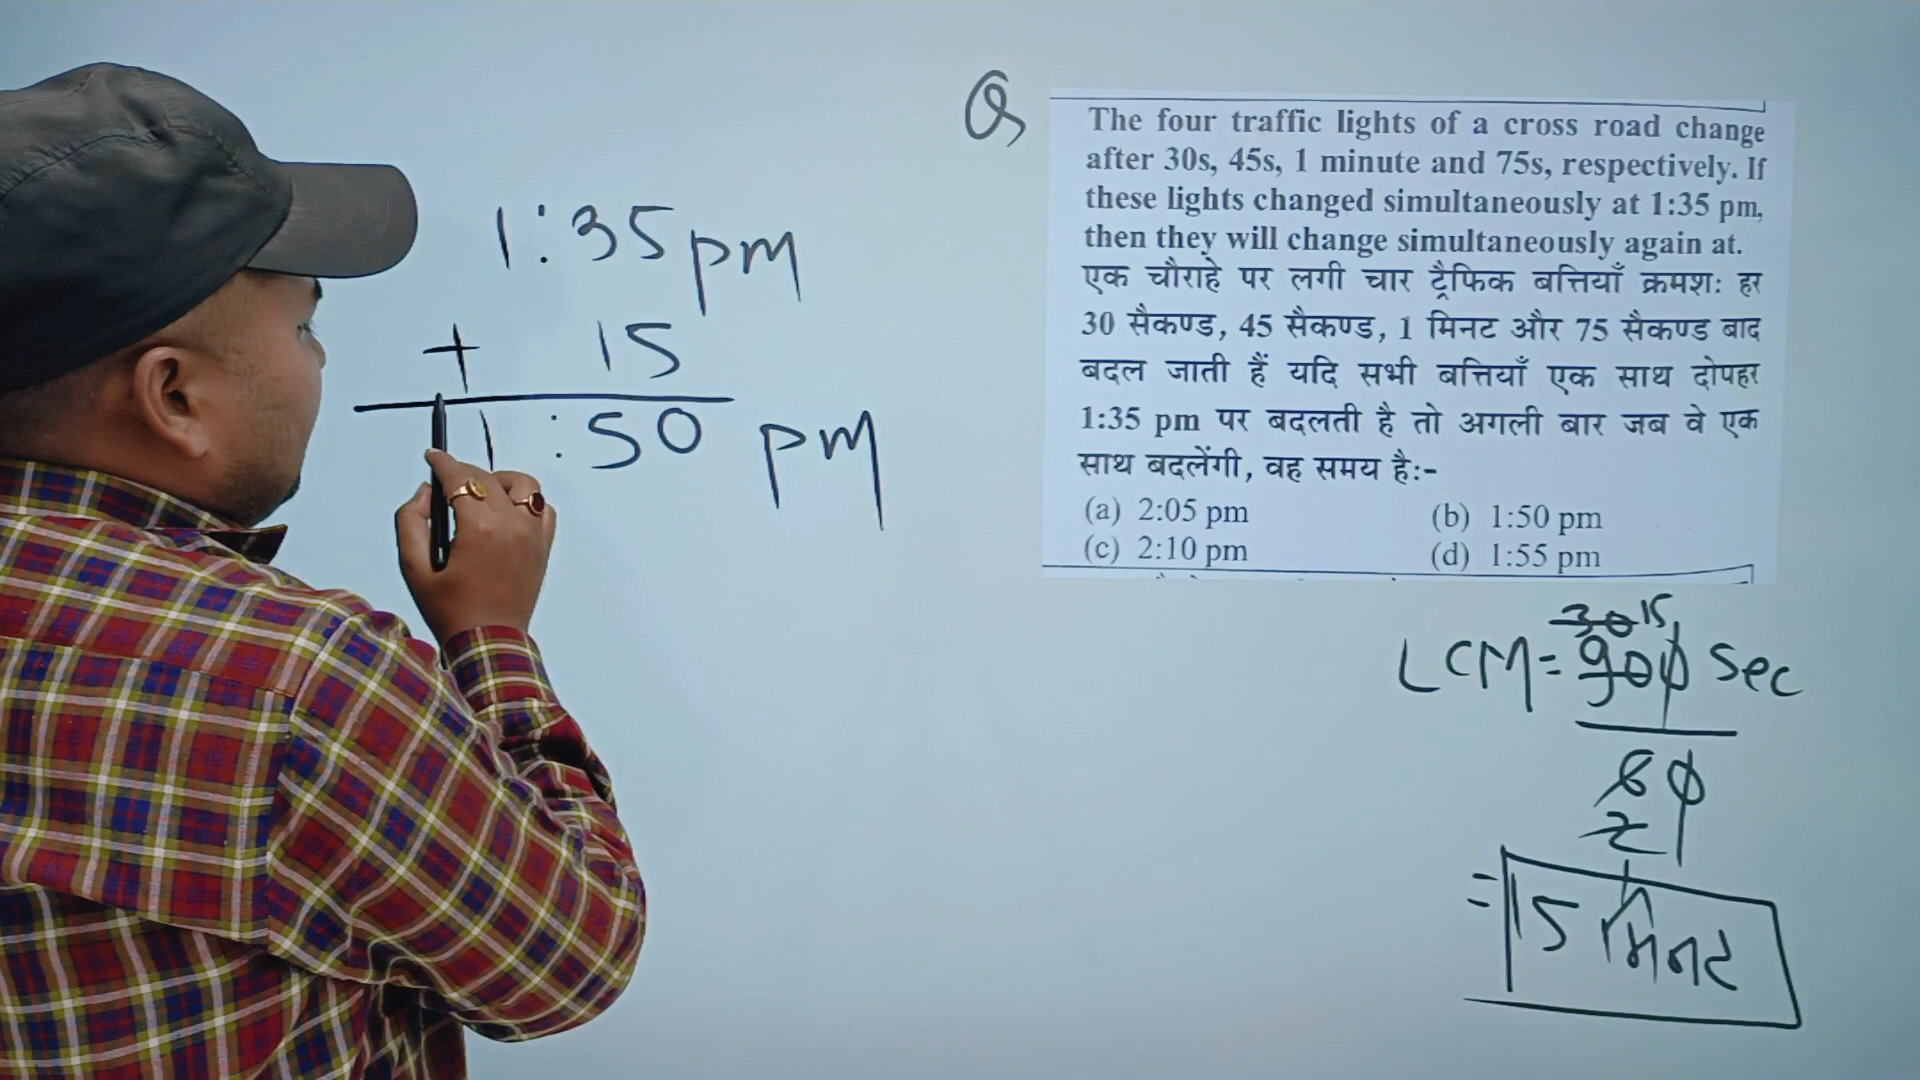 1:35 pm
+ 15
1:50 pm
Q
The four traffic lights of a cross road change
after 30s, 45s, 1 minute and 75s, respectively. If
these lights changed simultaneously at 1:35 pm,
then they will change simultaneously again at.
एक चौराहे पर लगी चार ट्रैफिक बत्तियाँ क्रमशः हर
30 सैकण्ड, 45 सैकण्ड, 1 मिनट और 75 सैकण्ड बाद
बदल जाती हैं यदि सभी बत्तियाँ एक साथ दोपहर
1:35 pm पर बदलती है तो अगली बार जब वे एक
साथ बदलेंगी, वह समय है:-
(a) 2:05 pm (b) 1:50 pm
(c) 2:10 pm (d) 1:55 pm
30 15
LCM = 900 Sec
60
2
= 15 मिनट